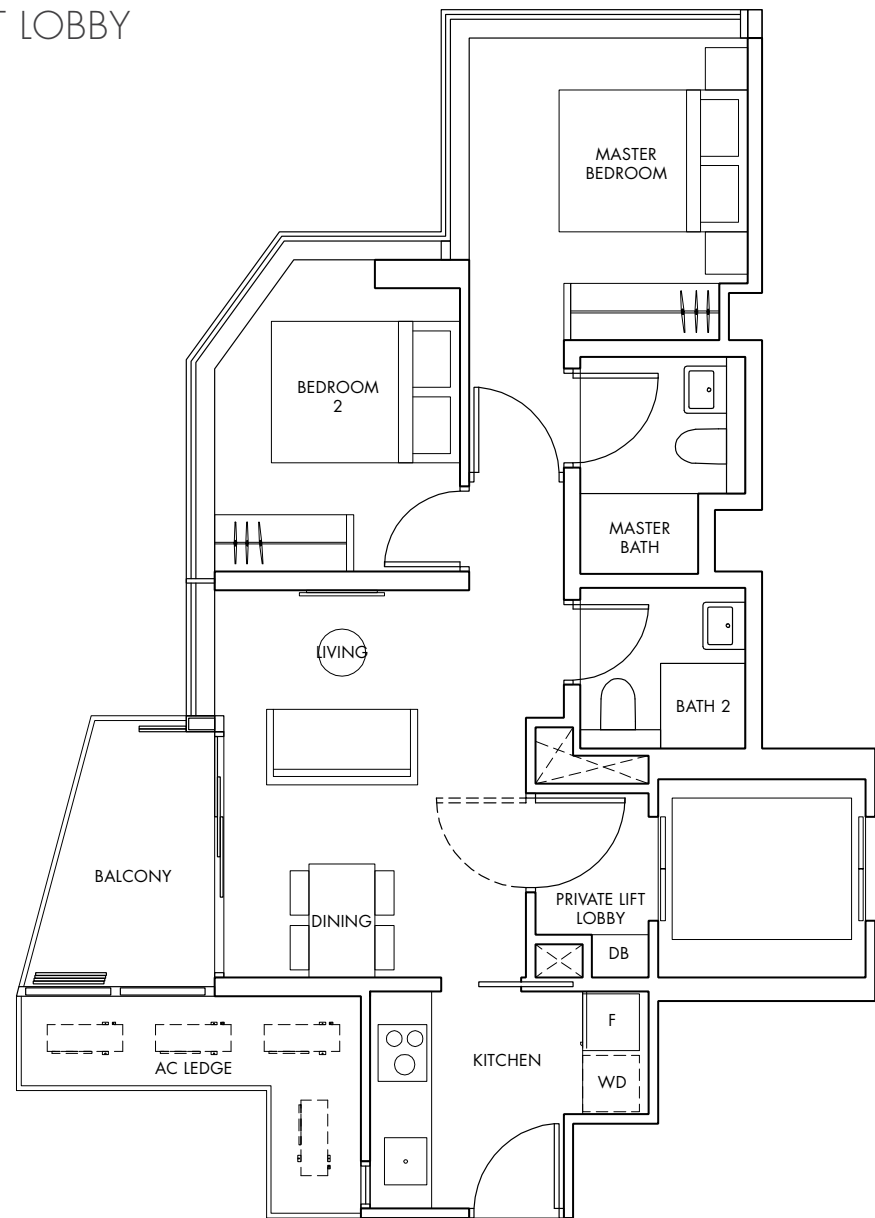 T LOBBY
MASTER
BEDROOM
BEDROOM
2
MASTER
BATH
LIVING
BATH 2
BALCONY
PRIVATE LIFT
LOBBY
DINING
DB
F
KITCHEN
AC LEDGE
WD